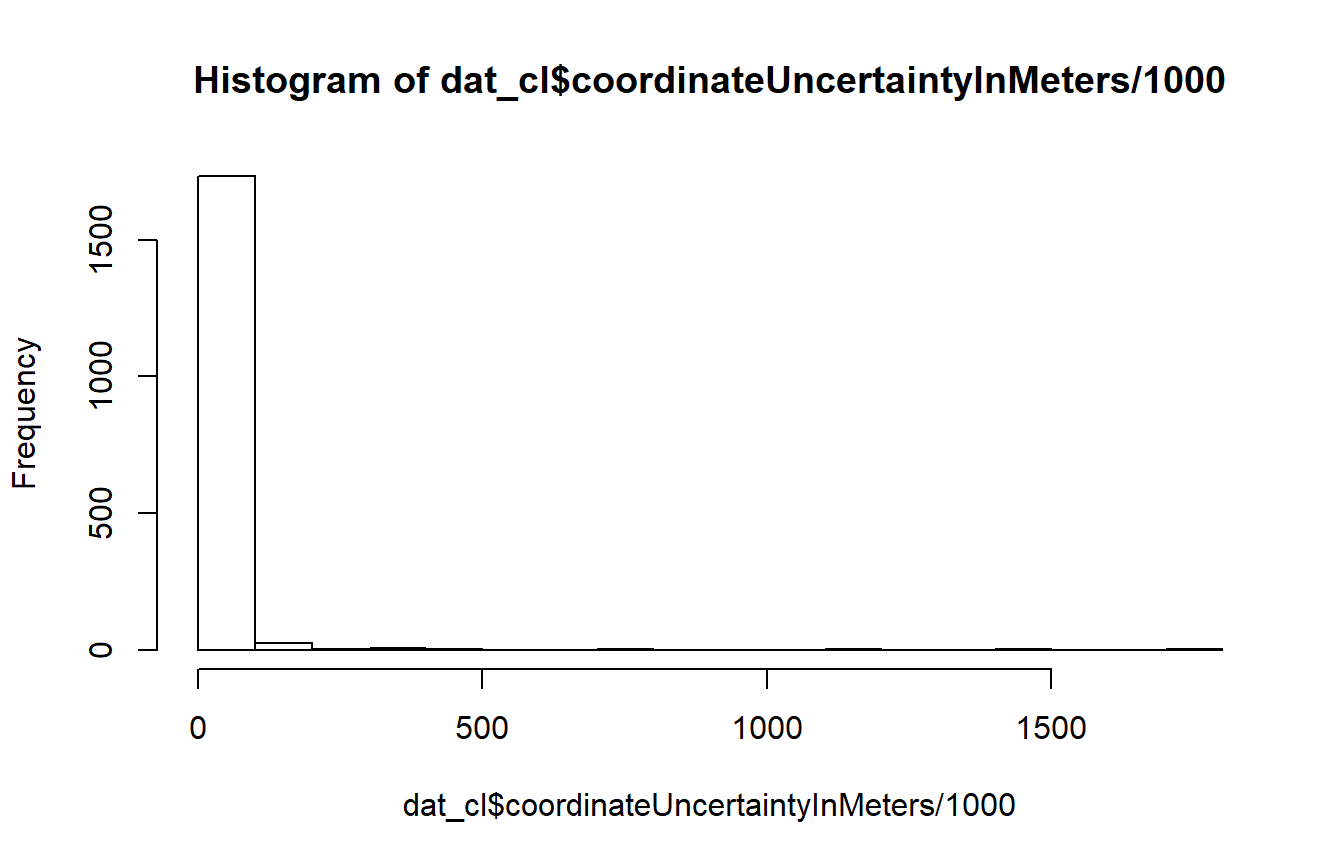 Histogram of dat_cl$coordinateUncertaintyInMeters/1000
Frequency
1500
1000
500
0
0 500 1000 1500
dat_cl$coordinateUncertaintyInMeters/1000